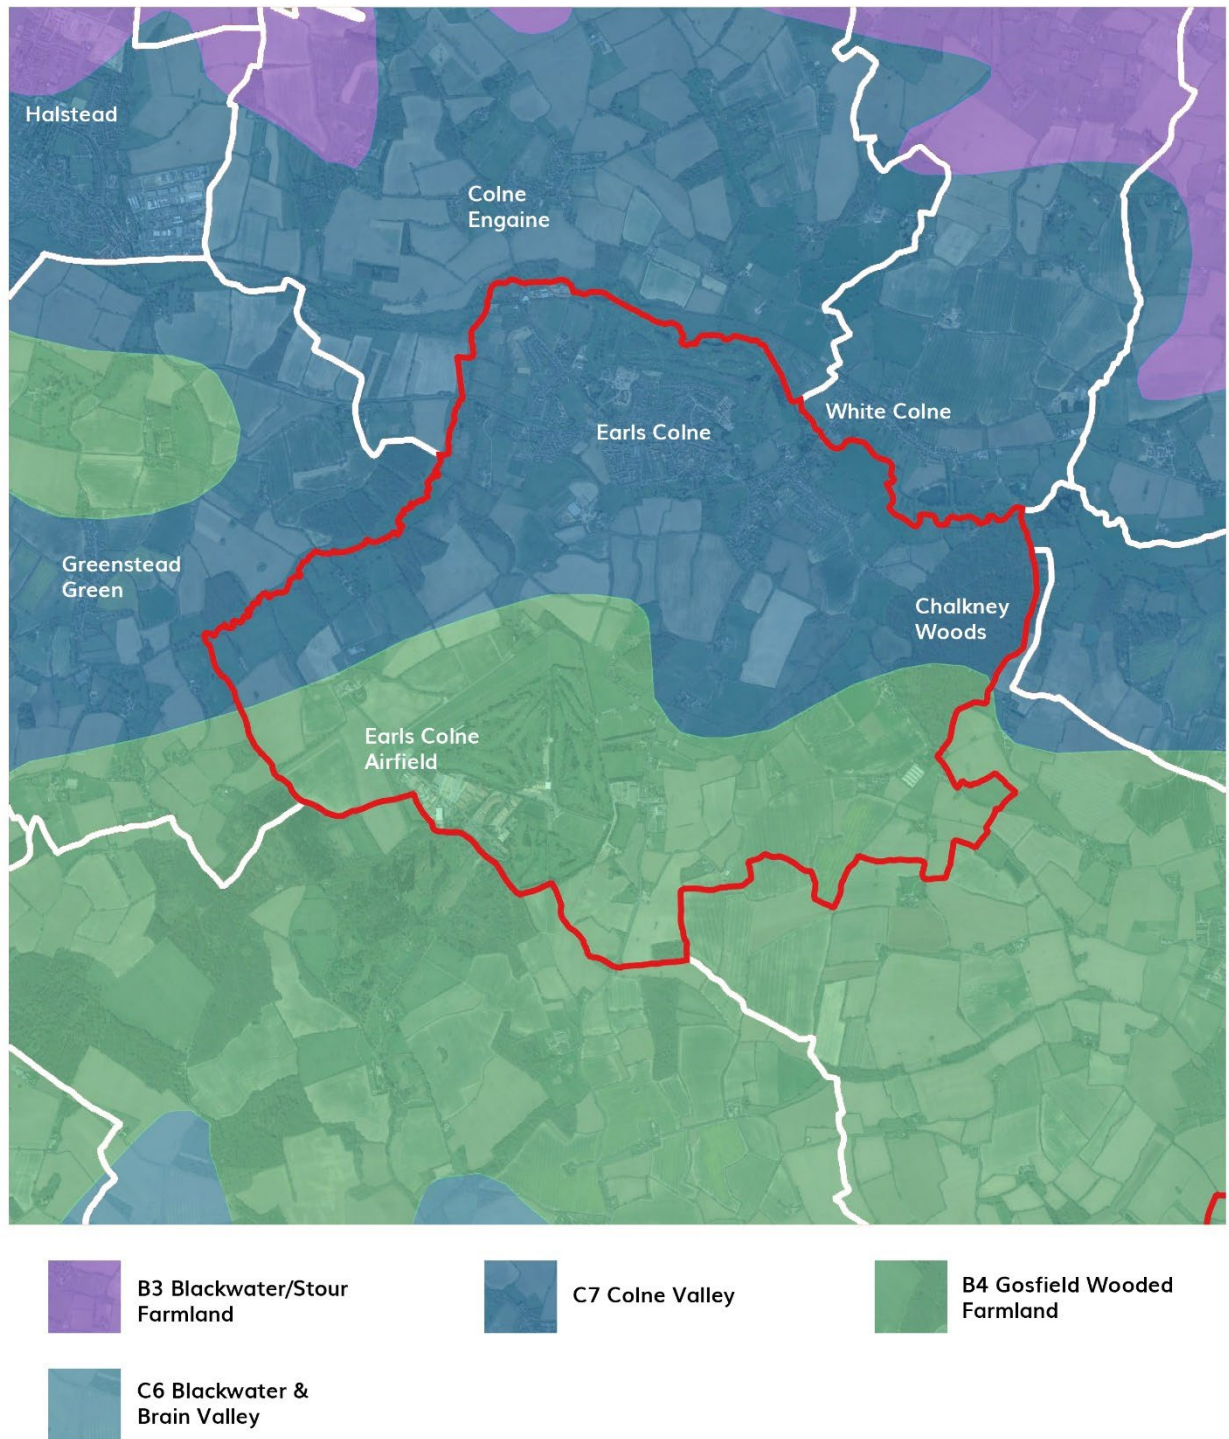 Halstead
Colne
Engaine
White Colne
Earls Colne
Greenstead
Green
Chalkney
Woods
Earls Colne
Airfield
B3 Blackwater/Stour
Farmland
C7 Colne Valley
B4 Gosfield Wooded
Farmland
C6 Blackwater &
Brain Valley